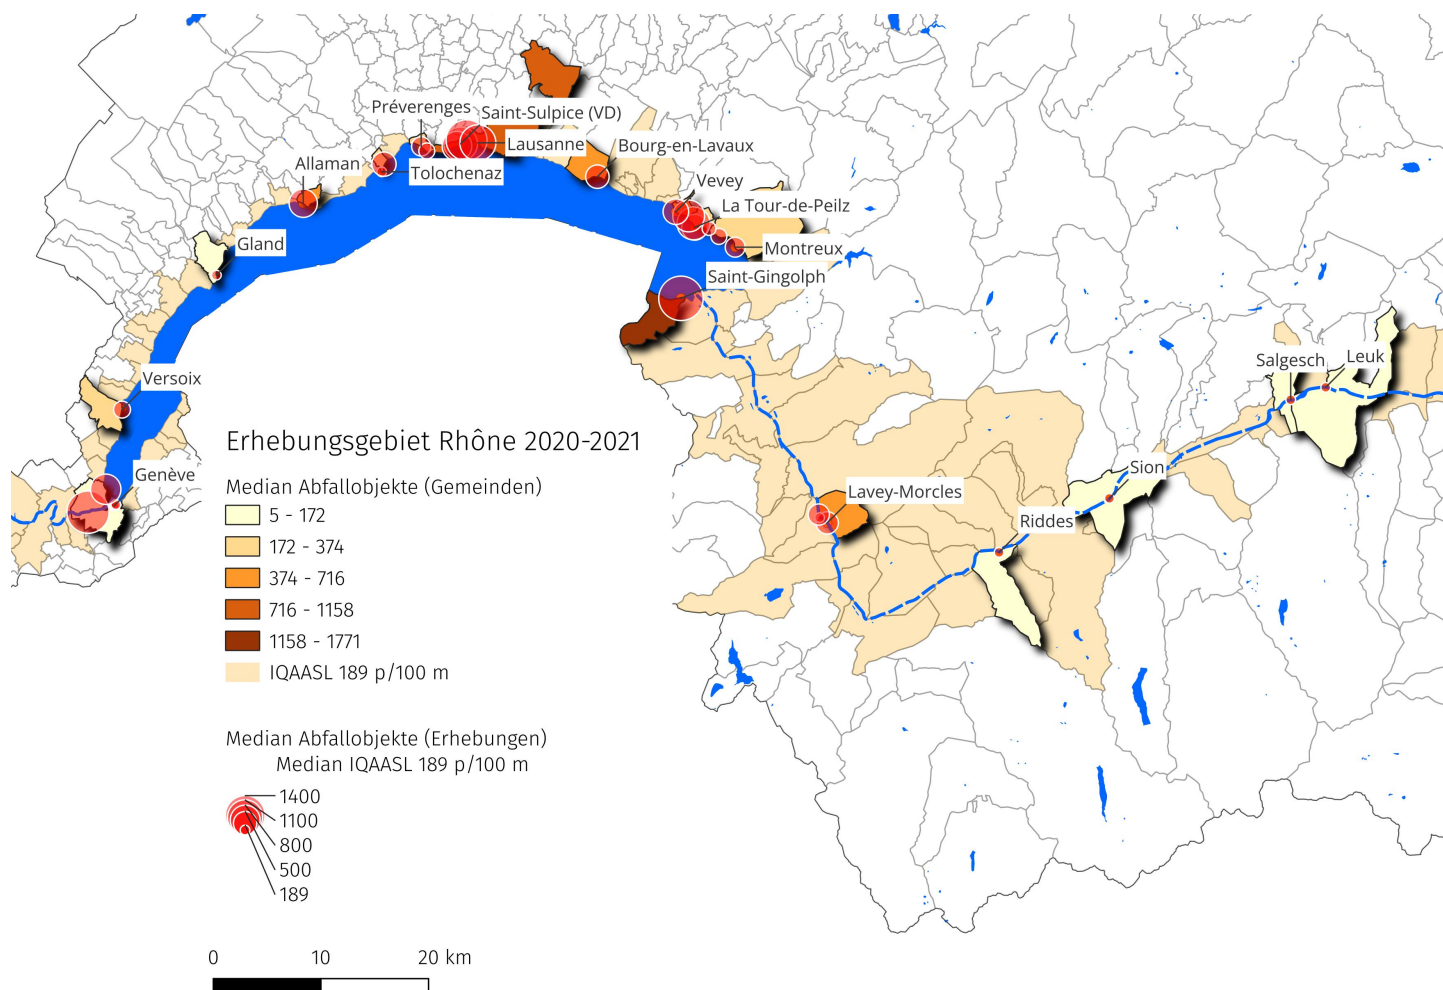 Préverenges
Saint-Sulpice (VD)
Lausanne
Bourg-en-Lavaux
Allaman
Tolochenaz
Vevey
La Tour-de-Peilz
Gland
Montreux
Saint-Gingolph
Salgesch
Leuk
Versoix
Genève
Sion
Lavey-Morcles
Riddes
Erhebungsgebiet Rhône 2020-2021
Median Abfallobjekte (Gemeinden)
5 - 172
172 - 374
374 - 716
716 - 1158
1158 - 1771
IQAASL 189 p/100 m
Median Abfallobjekte (Erhebungen)
Median IQAASL 189 p/100 m
1400
1100
800
500
189
0 10 20 km